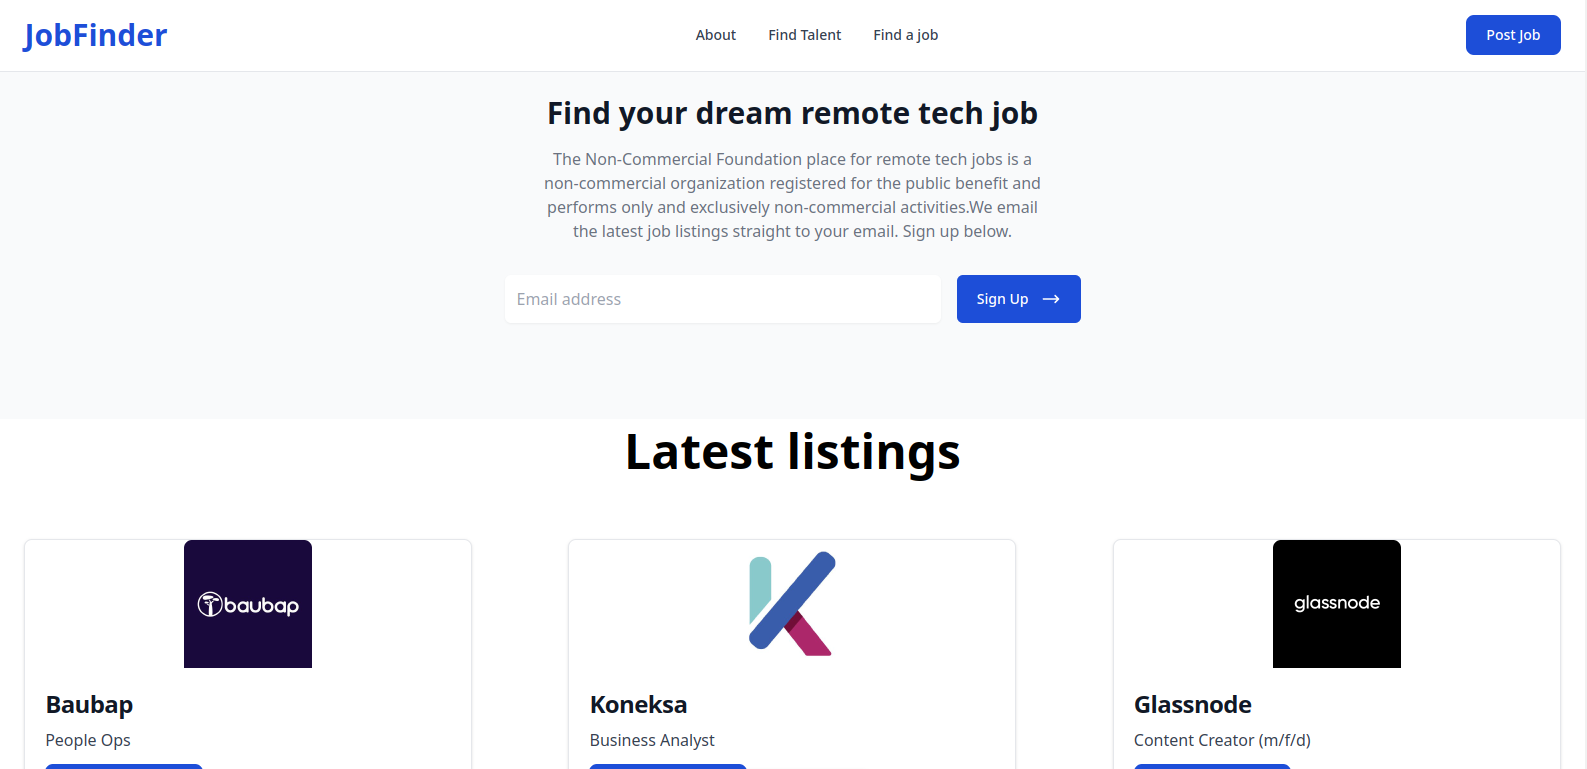 JobFinder
About
Find Talent
Find a job
Post Job
Find your dream remote tech job
The Non-Commercial Foundation place for remote tech jobs is a
non-commercial organization registered for the public benefit and
performs only and exclusively non-commercial activities.We email
the latest job listings straight to your email. Sign up below.
Email address
Sign Up
Latest listings
baubap
Baubap
People Ops
Koneksa
Business Analyst
glassnode
Glassnode
Content Creator (m/f/d)